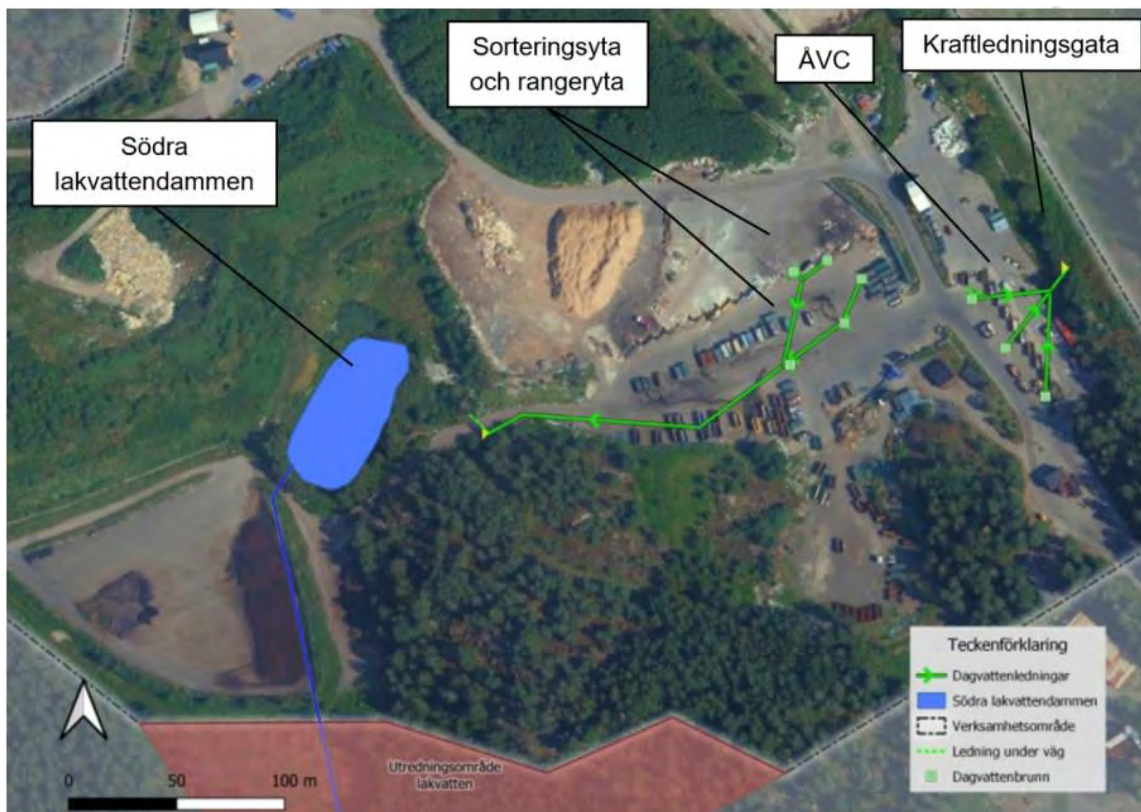 Sorteringsyta
och rangeryta
ÅVC
Kraftledningsgata
Södra
lakvattendammen
Teckenförklaring
Dagvattenledningar
Södra lakvattendammen
Verksamhetsområde
Ledning under väg
Dagvattenbrunn
Utredningsområde
lakvatten
0 50 100 m